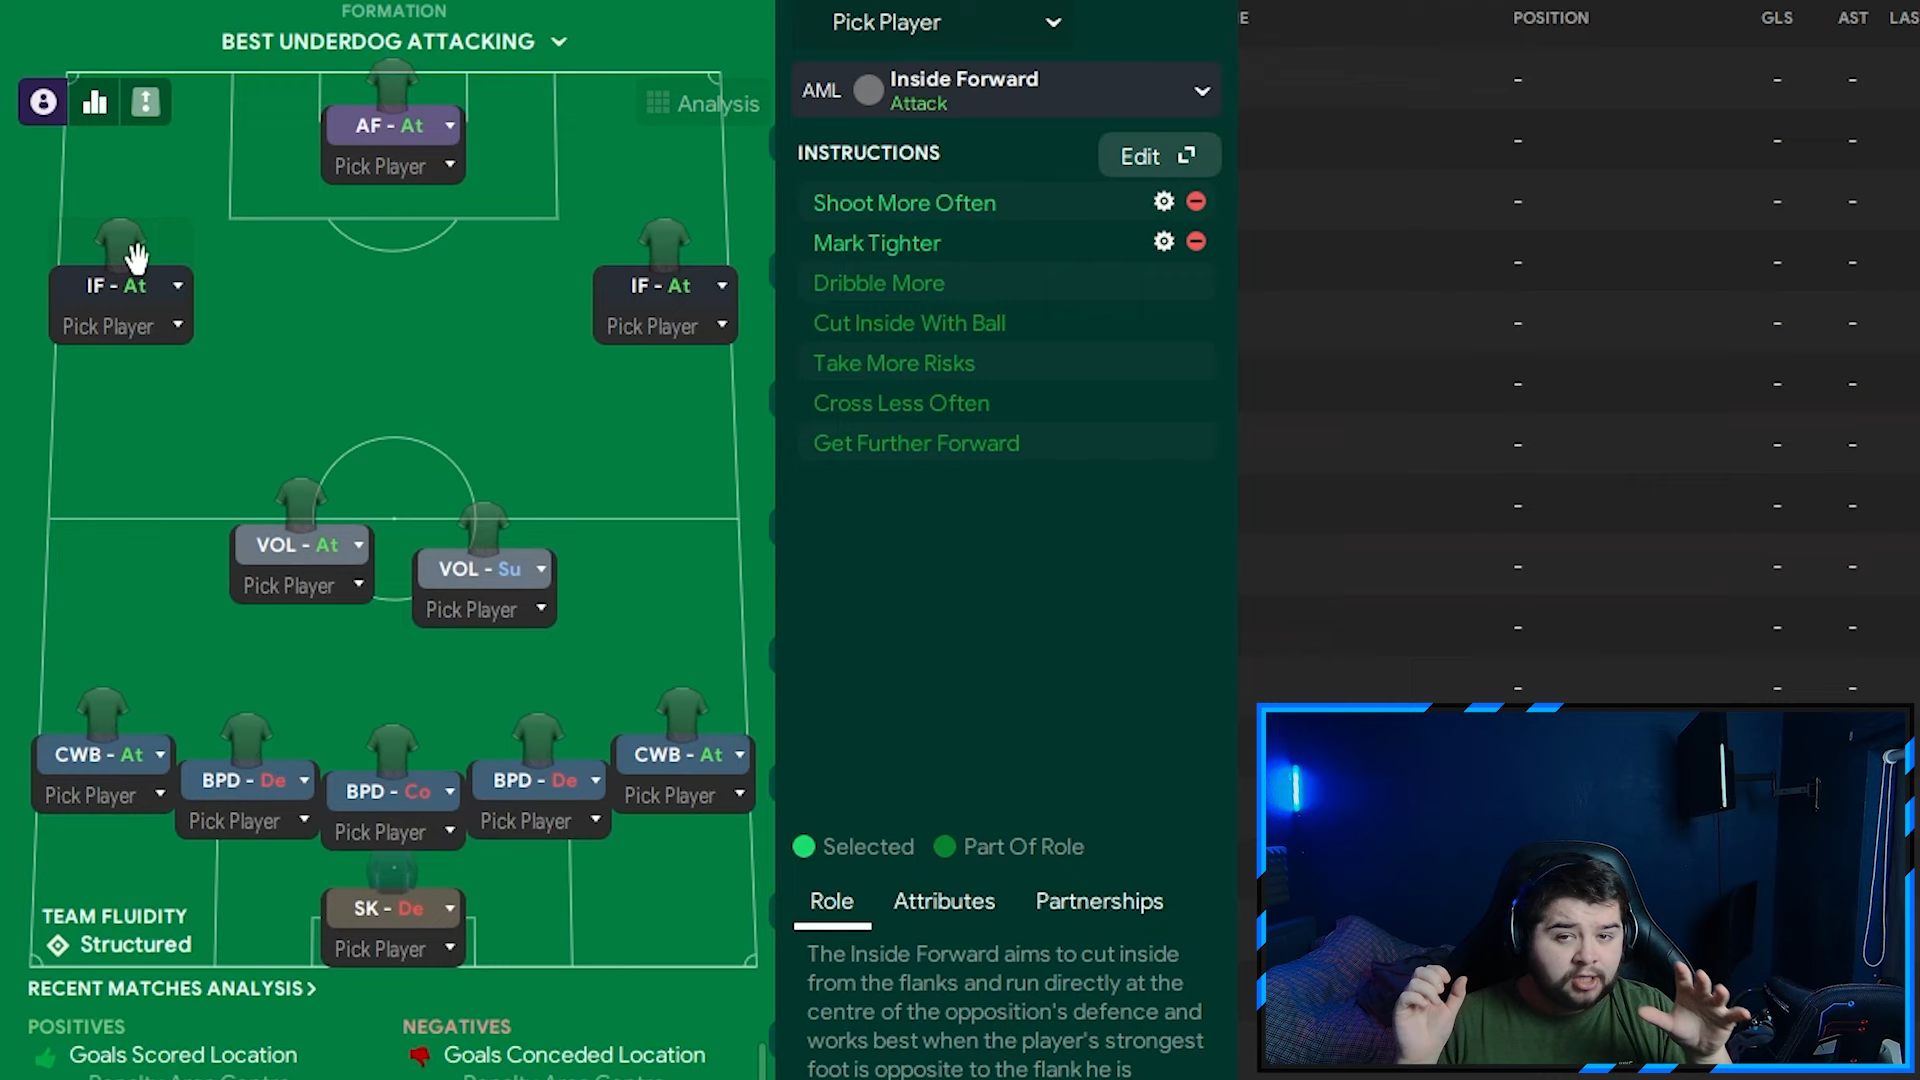 FORMATION
BEST UNDERDOG ATTACKING
Analysis
AF - At
Pick Player
IF - At
Pick Player
IF - At
Pick Player
VOL - At
Pick Player
VOL - Su
Pick Player
CWB - At
Pick Player
BPD - De
Pick Player
BPD - Co
Pick Player
BPD - De
Pick Player
CWB - At
Pick Player
SK - De
Pick Player
TEAM FLUIDITY
Structured
RECENT MATCHES ANALYSIS >
POSITIVES
Goals Scored Location
NEGATIVES
Goals Conceded Location
Pick Player
AML
Inside Forward
Attack
INSTRUCTIONS
Edit
Shoot More Often
Mark Tighter
Dribble More
Cut Inside With Ball
Take More Risks
Cross Less Often
Get Further Forward
Selected
Part Of Role
Role
Attributes
Partnerships
The Inside Forward aims to cut inside
from the flanks and run directly at the
centre of the opposition's defence and
works best when the player's strongest
foot is opposite to the flank he is
POSITION
GLS
AST